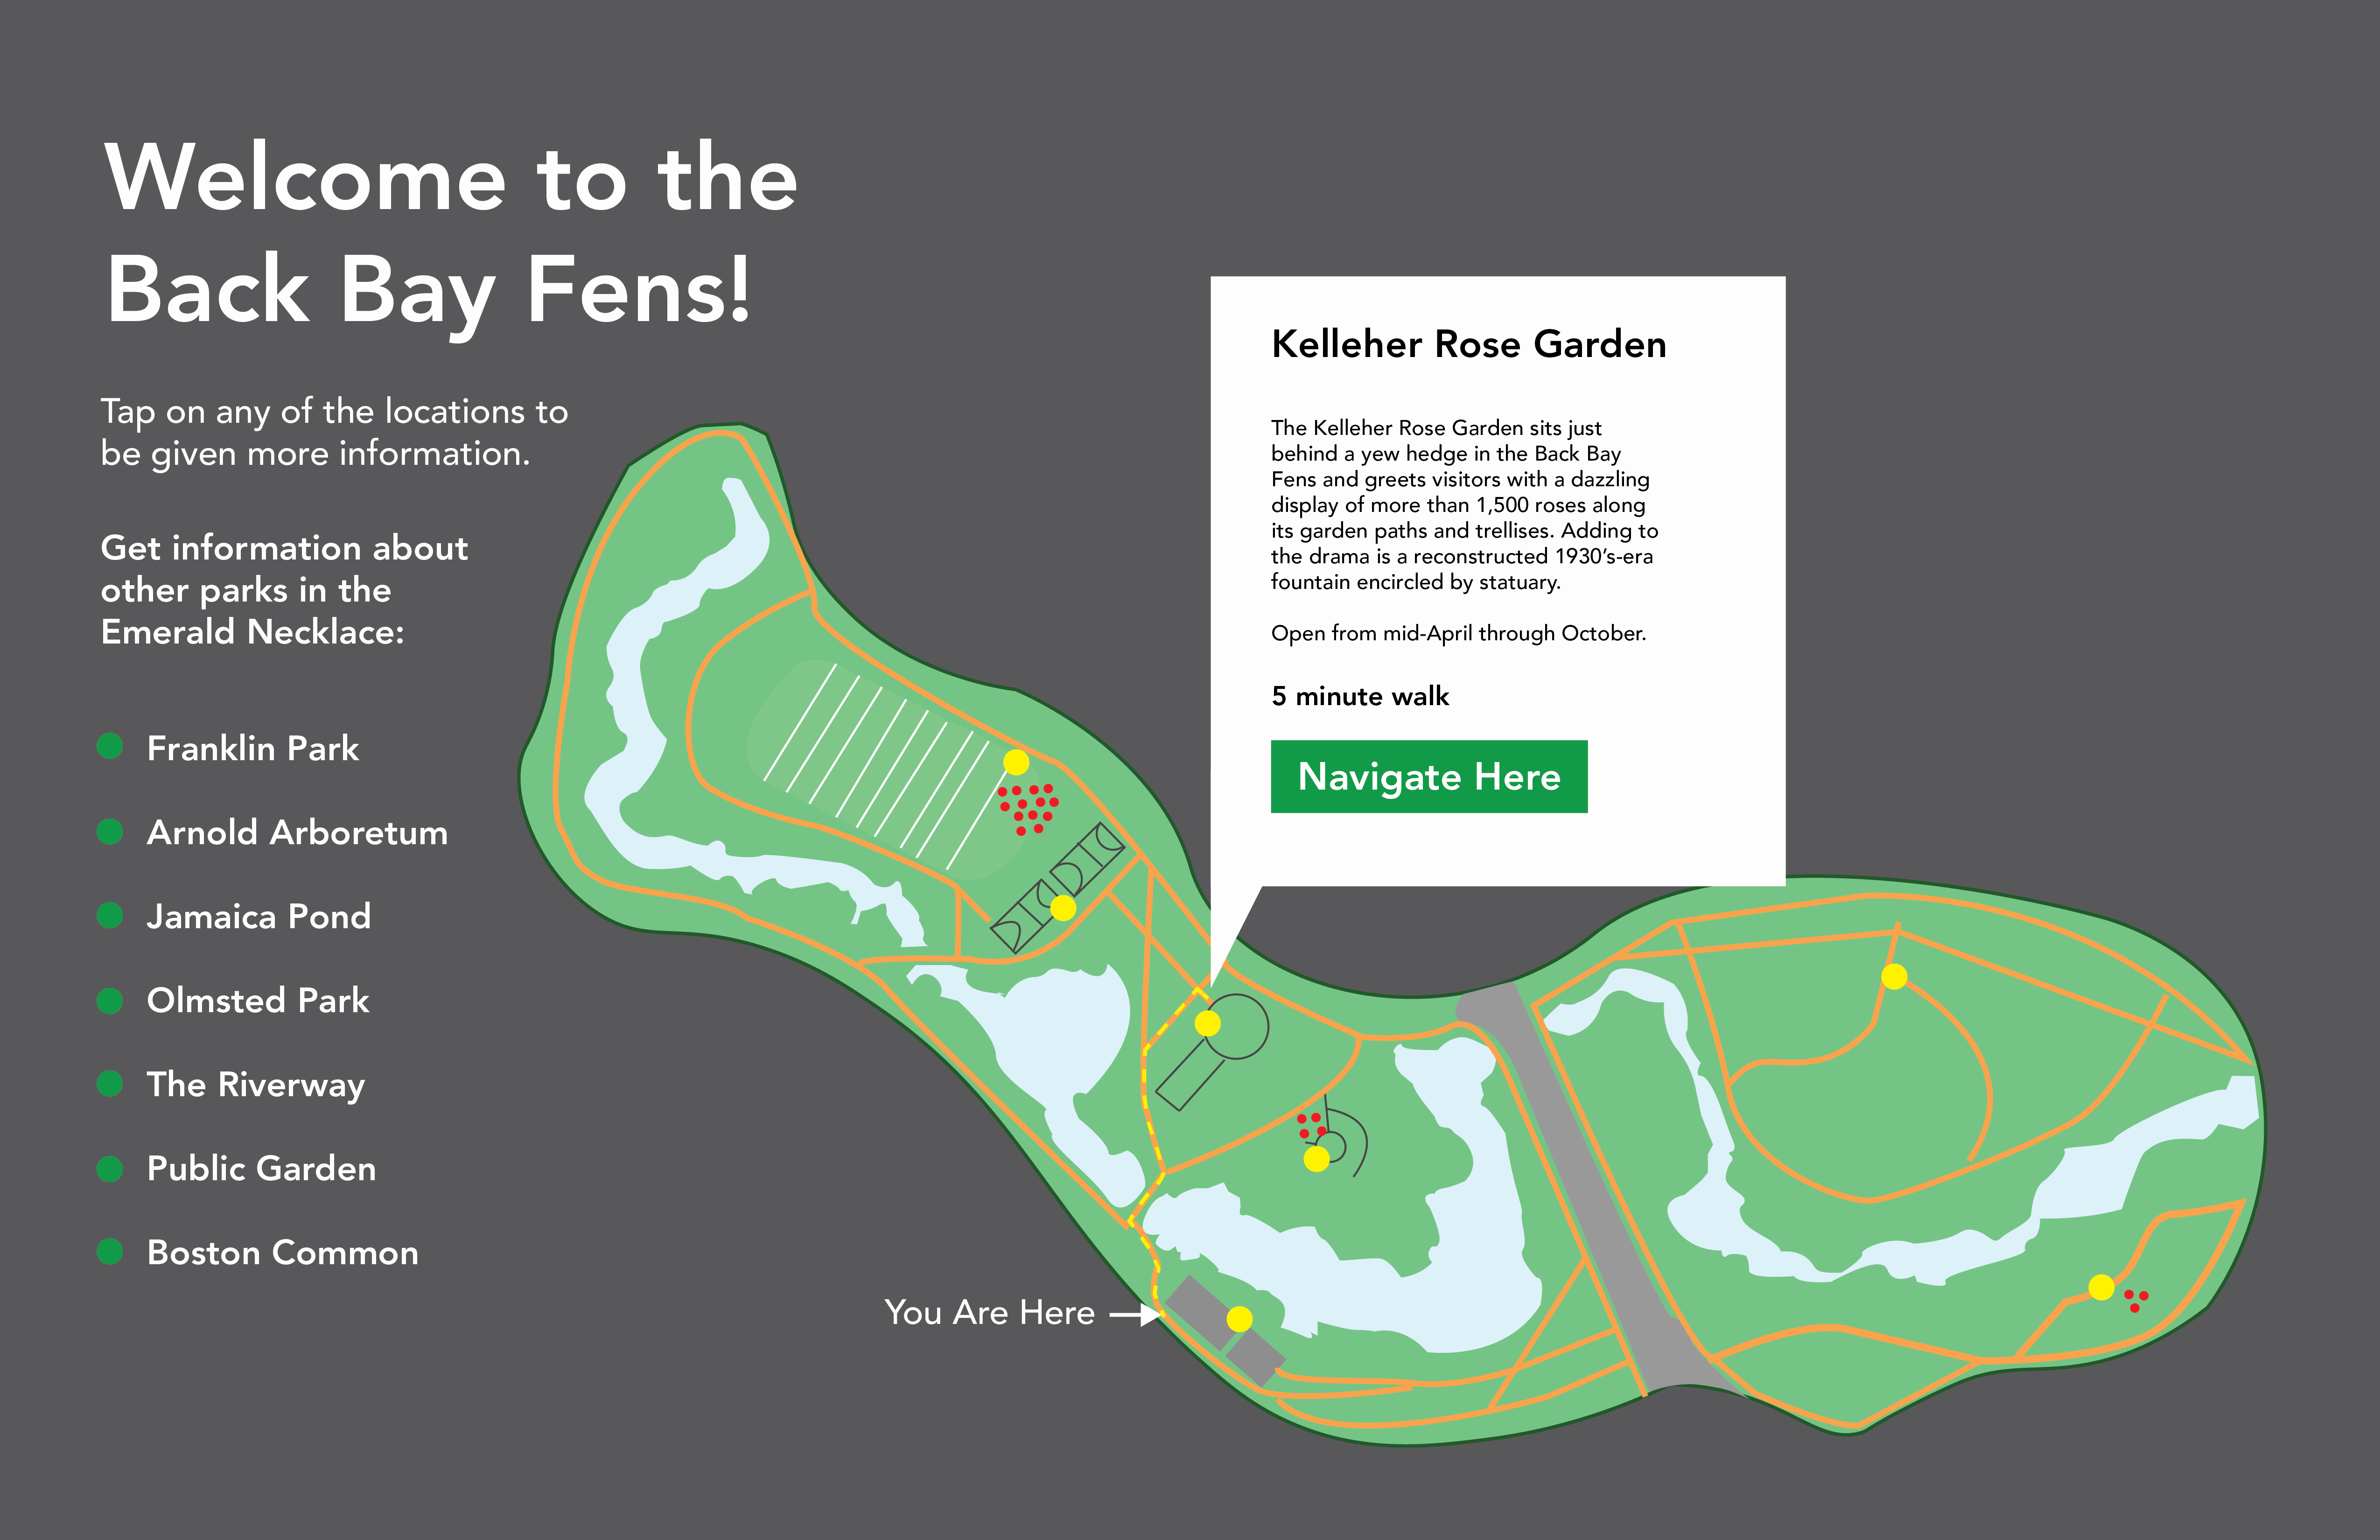 Welcome to the
Back Bay Fens!
Tap on any of the locations to
be given more information.
Get information about
other parks in the
Emerald Necklace:
Franklin Park
Arnold Arboretum
Jamaica Pond
Olmsted Park
The Riverway
Public Garden
Boston Common
Kelleher Rose Garden
The Kelleher Rose Garden sits just
behind a yew hedge in the Back Bay
Fens and greets visitors with a dazzling
display of more than 1,500 roses along
its garden paths and trellises. Adding to
the drama is a reconstructed 1930’s-era
fountain encircled by statuary.
Open from mid-April through October.
5 minute walk
Navigate Here
You Are Here